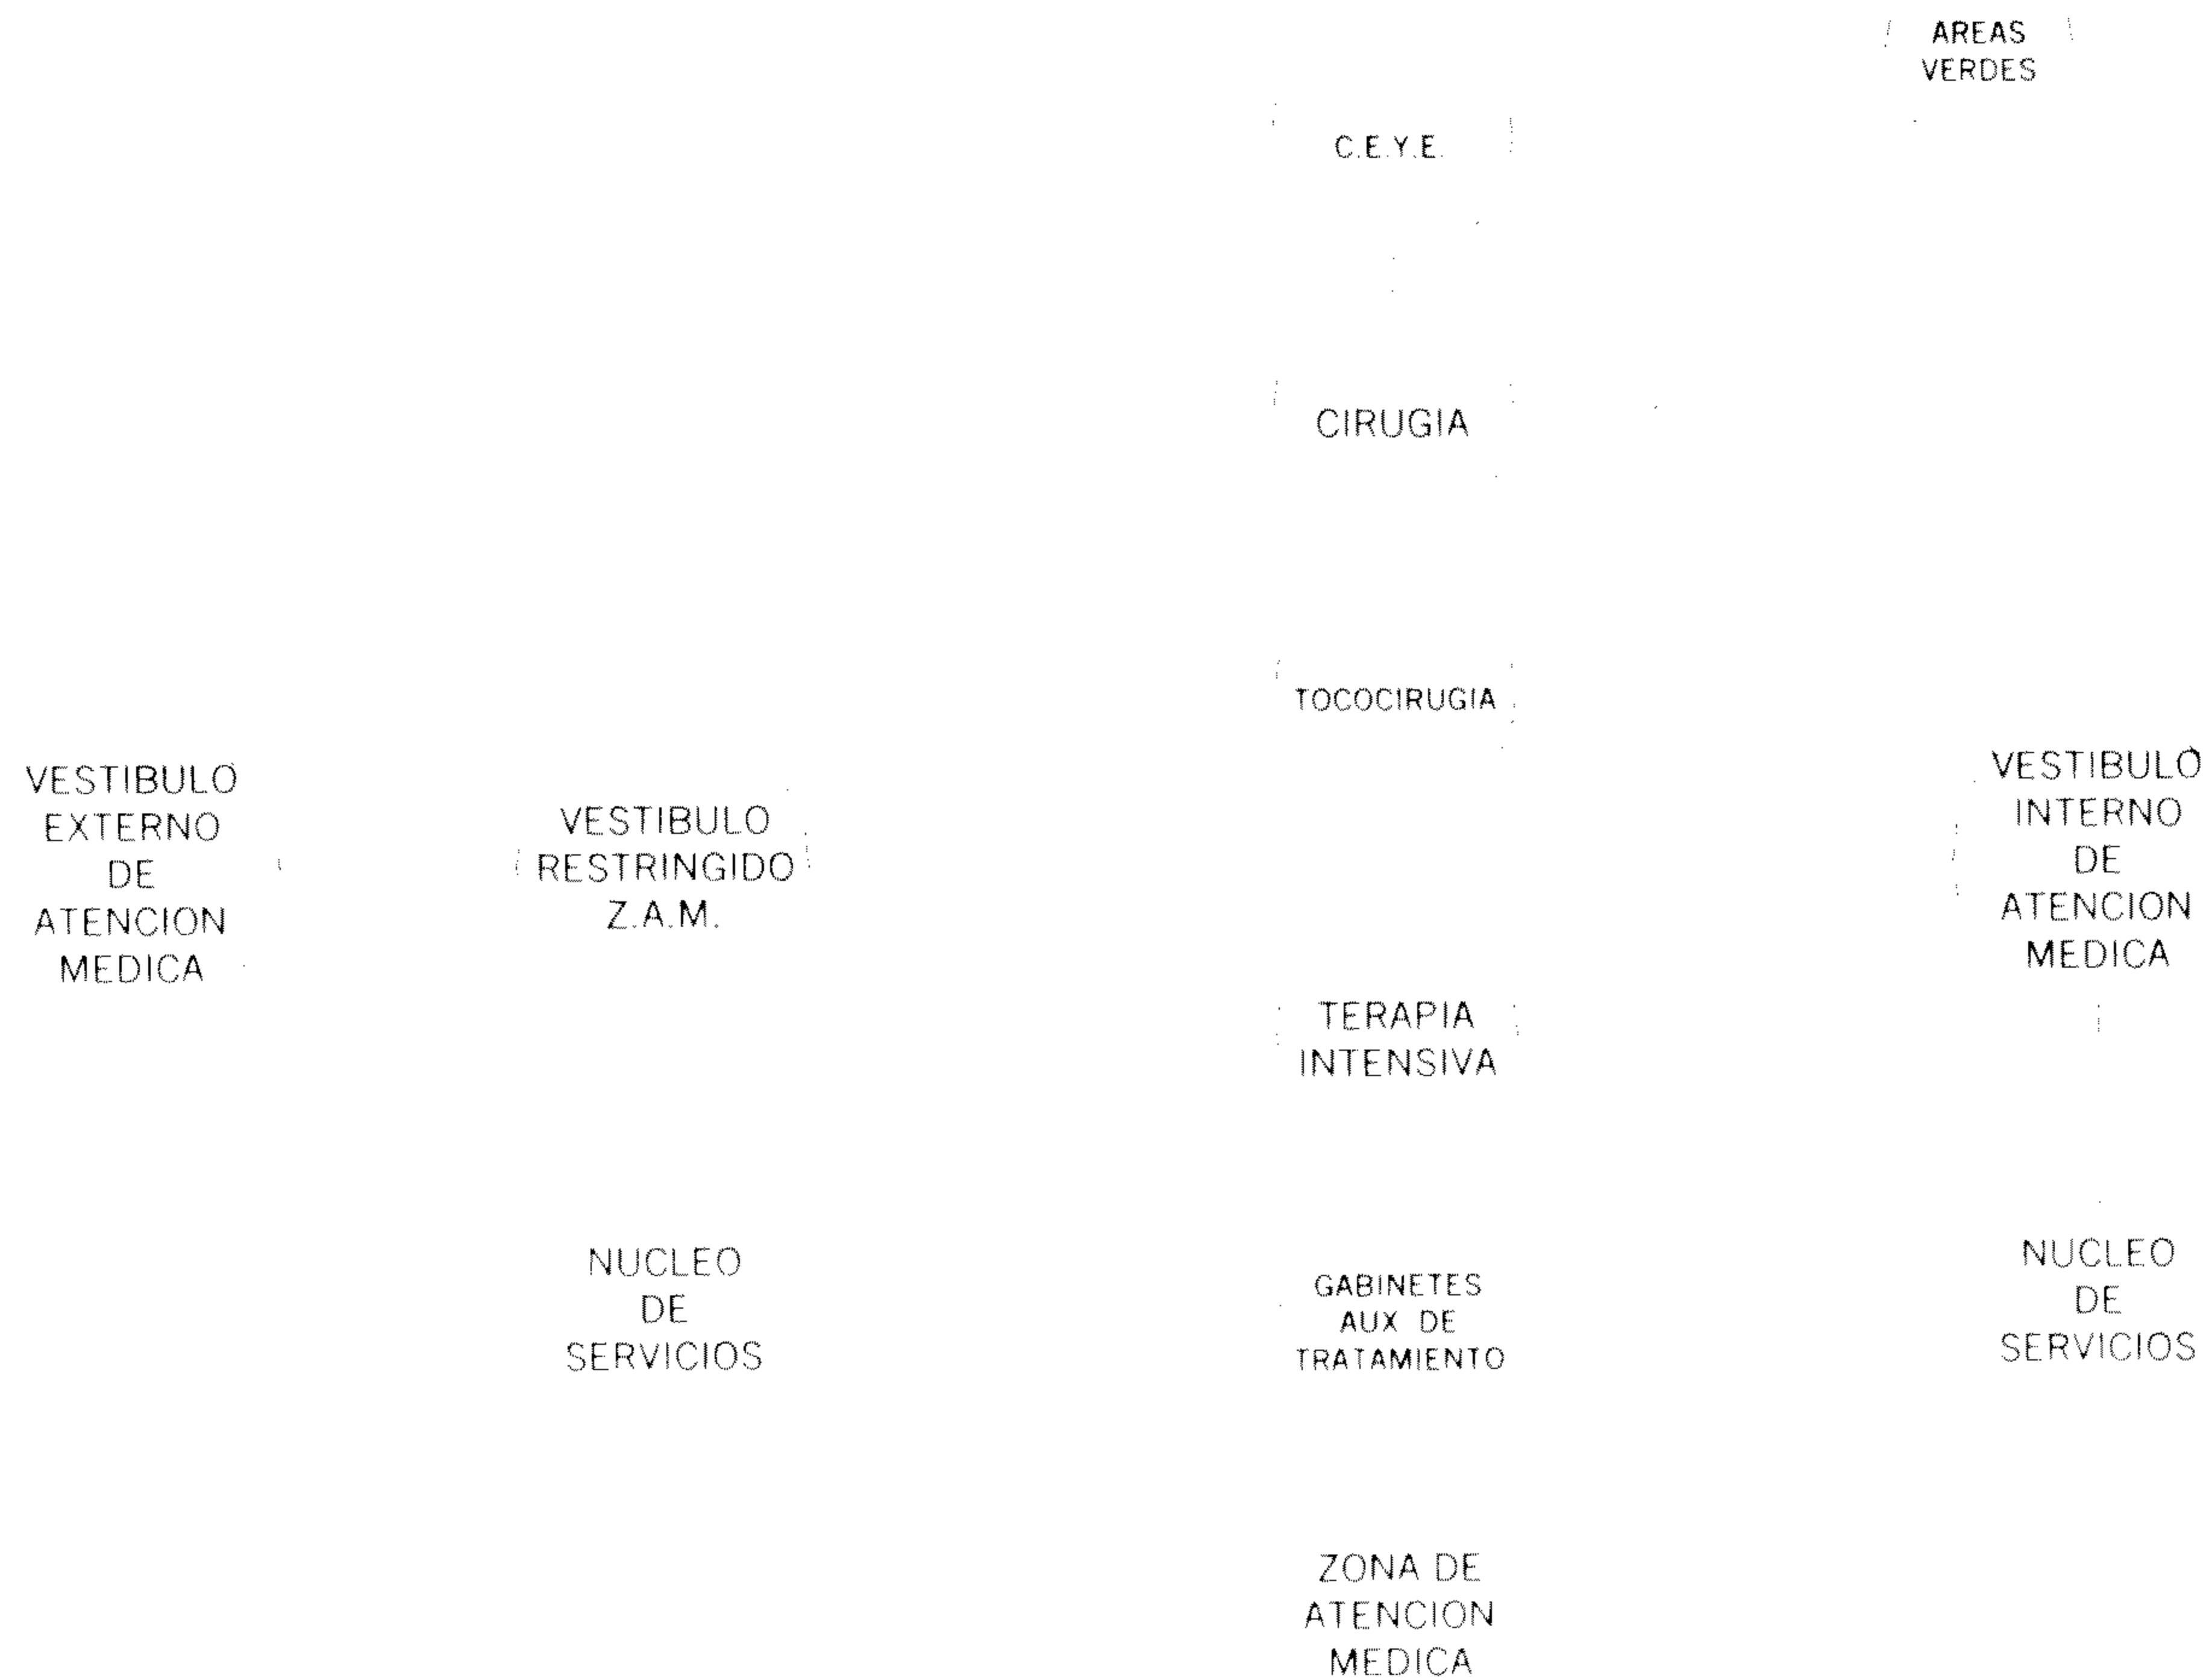 AREAS
VERDES
C.E.Y.E.
CIRUGIA
TOCOCIRUGIA
VESTIBULO
EXTERNO
DE
ATENCION
MEDICA
VESTIBULO
RESTRINGIDO
Z.A.M.
VESTIBULO
INTERNO
DE
ATENCION
MEDICA
TERAPIA
INTENSIVA
NUCLEO
DE
SERVICIOS
GABINETES
AUX DE
TRATAMIENTO
NUCLEO
DE
SERVICIOS
ZONA DE
ATENCION
MEDICA